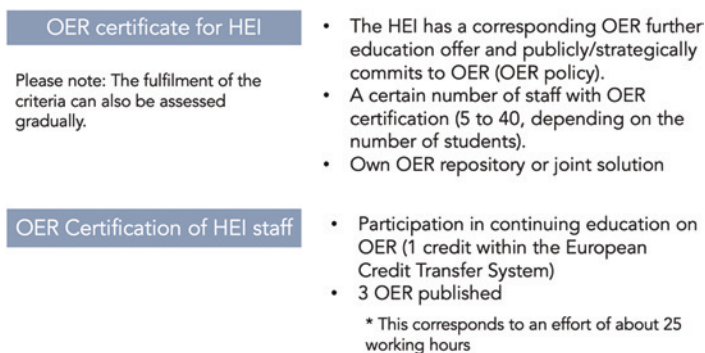 OER certificate for HEI
Please note: The fulfilment of the
criteria can also be assessed
gradually.
• The HEI has a corresponding OER further
education offer and publicly/strategically
commits to OER (OER policy).
• A certain number of staff with OER
certification (5 to 40, depending on the
number of students).
• Own OER repository or joint solution
OER Certification of HEI staff
• Participation in continuing education on
OER (1 credit within the European
Credit Transfer System)
• 3 OER published
* This corresponds to an effort of about 25
working hours